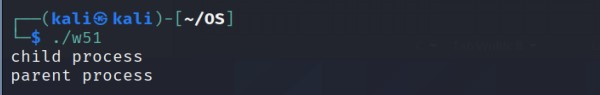 ┌──(kali㉿kali)-[~/OS]
└─$ ./w51
child process
parent process